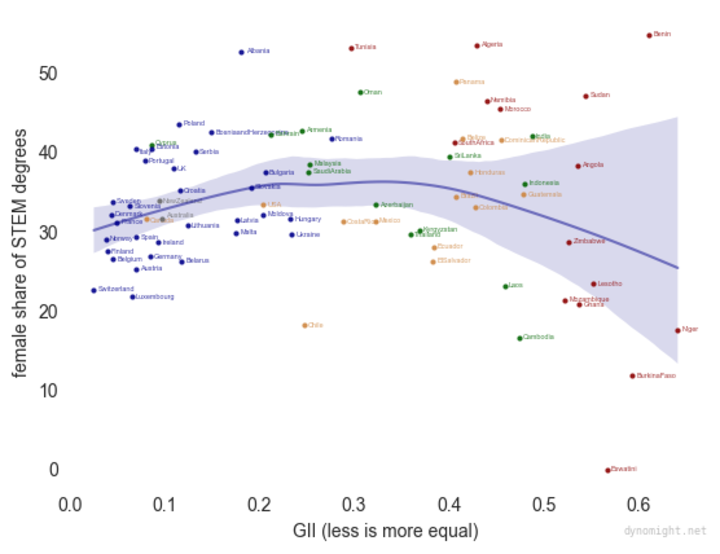 Benin
Algeria
Tunisia
Albania
50
Panama
Oman
Sudan
Namibia
Morocco
Poland
BosniaandHerzegovina
Bahrain
Armenia
Romania
Belize
SouthAfrica
DominicanRepublic
India
Cyprus
Estonia
Italy
Serbia
40
SriLanka
Portugal
UK
Malaysia
SaudiArabia
Bulgaria
Honduras
Angola
Indonesia
Croatia
Slovakia
Guatemala
Sweden
Slovenia
NewZealand
USA
Azerbaijan
Colombia
Denmark
France
Canada
Australia
Moldova
Latvia
Hungary
CostaRica
Mexico
Lithuania
30
Malta
Ukraine
Kyrgyzstan
Thailand
Norway
Spain
Ireland
Zimbabwe
Ecuador
Finland
Belgium
Germany
Belarus
ElSalvador
Austria
Switzerland
Luxembourg
Laos
Lesotho
Mozambique
Ghana
20
Chile
Cambodia
Niger
BurkinaFaso
10
Eswatini
0
female share of STEM degrees
0.0 0.1 0.2 0.3 0.4 0.5 0.6
GII (less is more equal)
dynomight.net